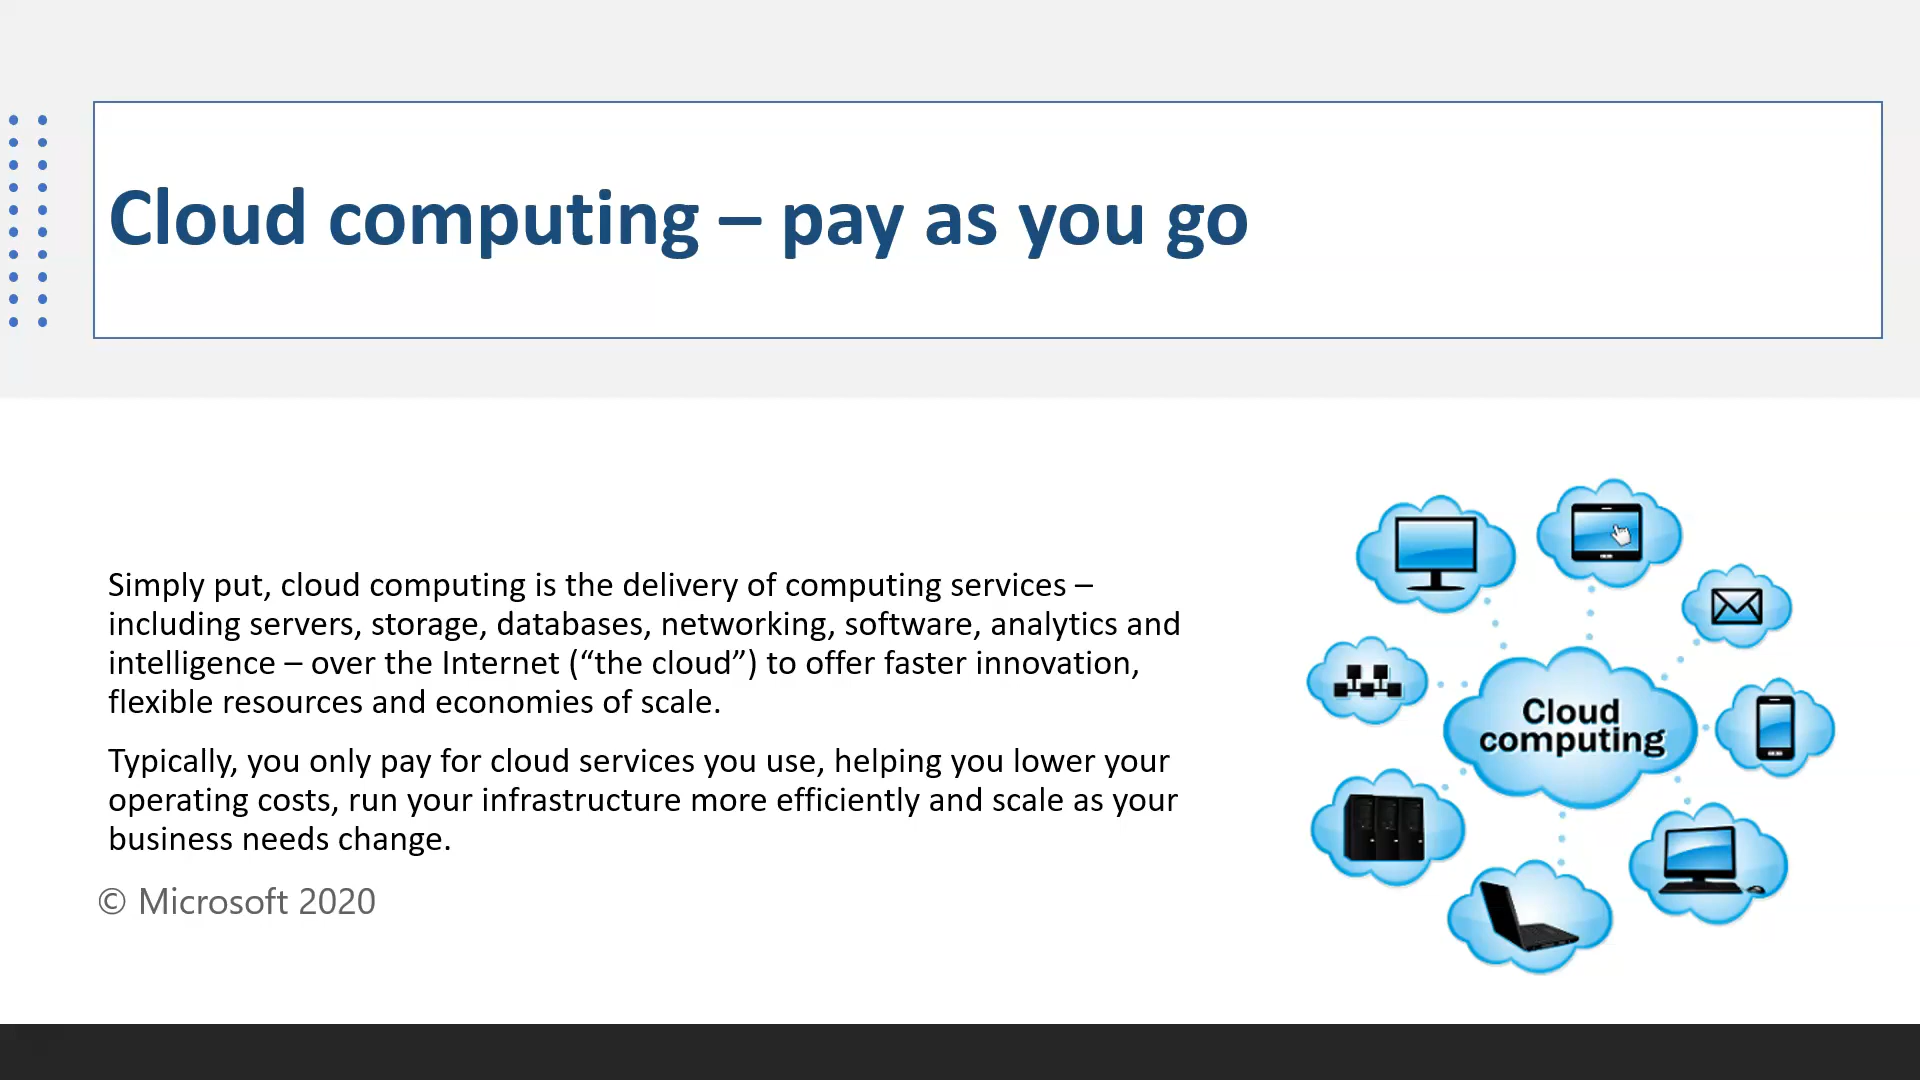 Cloud computing – pay as you go
Simply put, cloud computing is the delivery of computing services –
including servers, storage, databases, networking, software, analytics and
intelligence – over the Internet (“the cloud”) to offer faster innovation,
flexible resources and economies of scale.
Typically, you only pay for cloud services you use, helping you lower your
operating costs, run your infrastructure more efficiently and scale as your
business needs change.
© Microsoft 2020
Cloud
computing